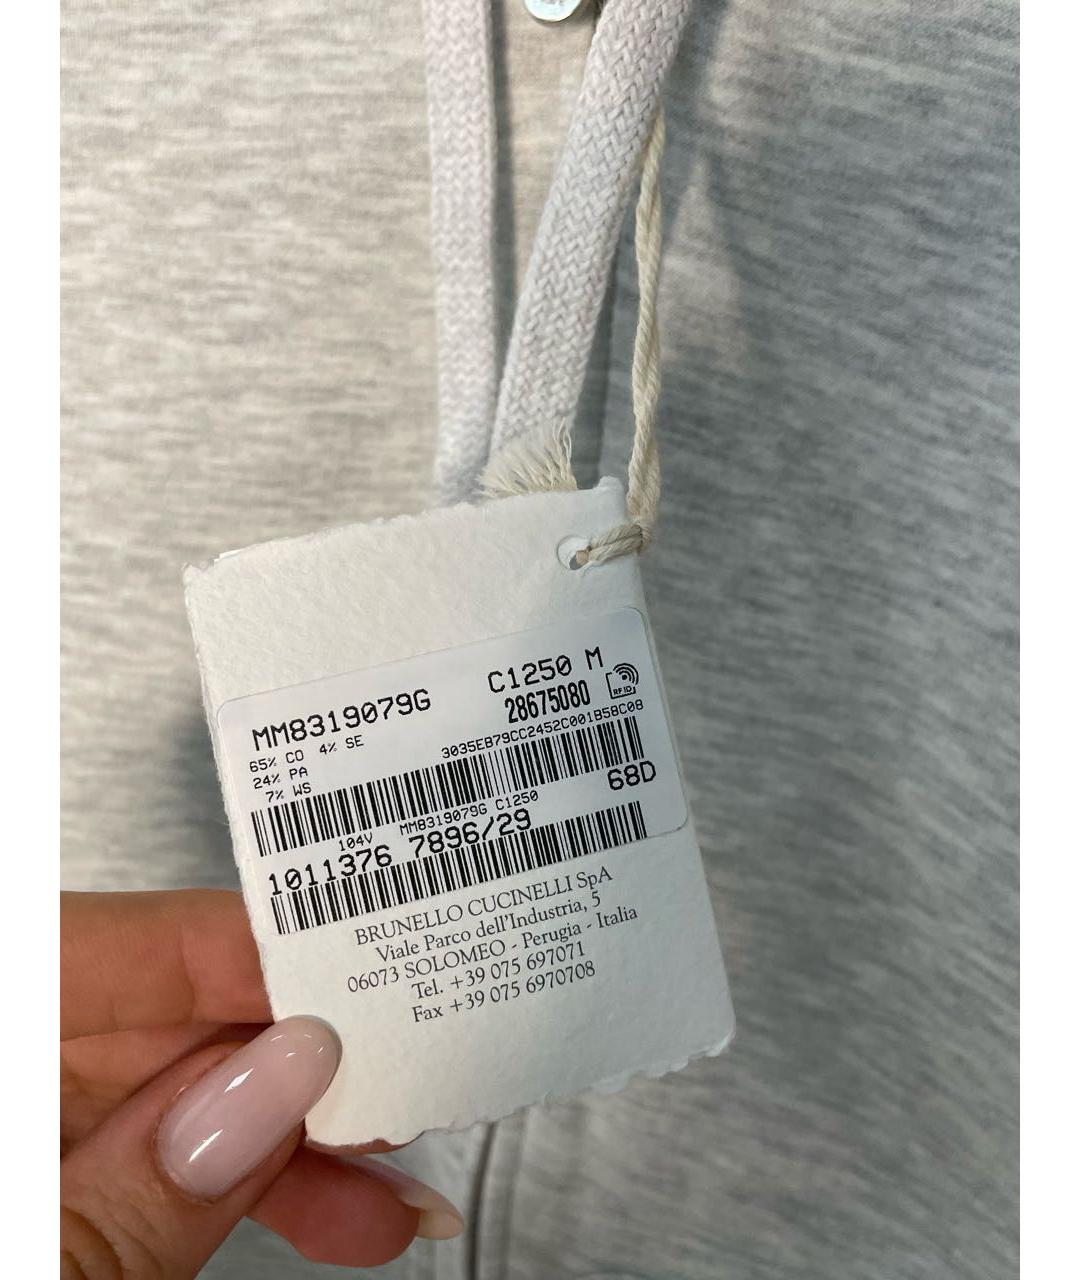 MM8319079G C1250 M
65% CO 4% SE 28675080 RFID
24% PA 3035EB79CC2452C001B58C08
7% WS
104V MM8319079G C1250 68D
1011376 7896/29
BRUNELLO CUCINELLI SpA
Viale Parco dell'Industria, 5
06073 SOLOMEO - Perugia - Italia
Tel. +39 075 697071
Fax +39 075 6970708